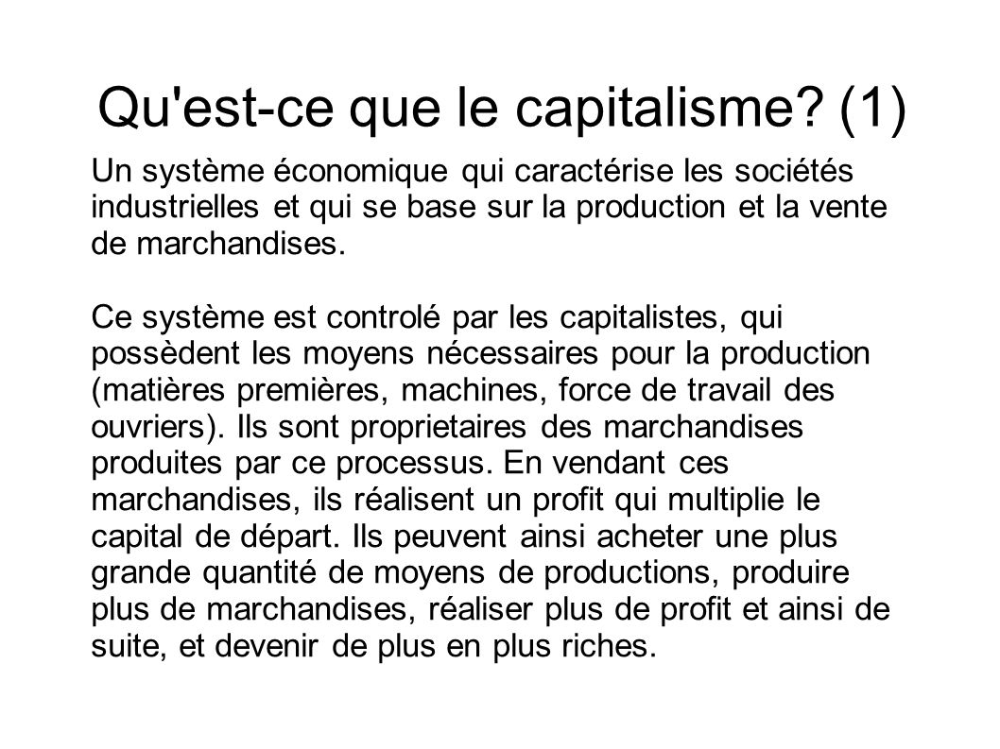 Qu'est-ce que le capitalisme? (1)
Un système économique qui caractérise les sociétés
industrielles et qui se base sur la production et la vente
de marchandises.
Ce système est controlé par les capitalistes, qui
possèdent les moyens nécessaires pour la production
(matières premières, machines, force de travail des
ouvriers). Ils sont proprietaires des marchandises
produites par ce processus. En vendant ces
marchandises, ils réalisent un profit qui multiplie le
capital de départ. Ils peuvent ainsi acheter une plus
grande quantité de moyens de productions, produire
plus de marchandises, réaliser plus de profit et ainsi de
suite, et devenir de plus en plus riches.